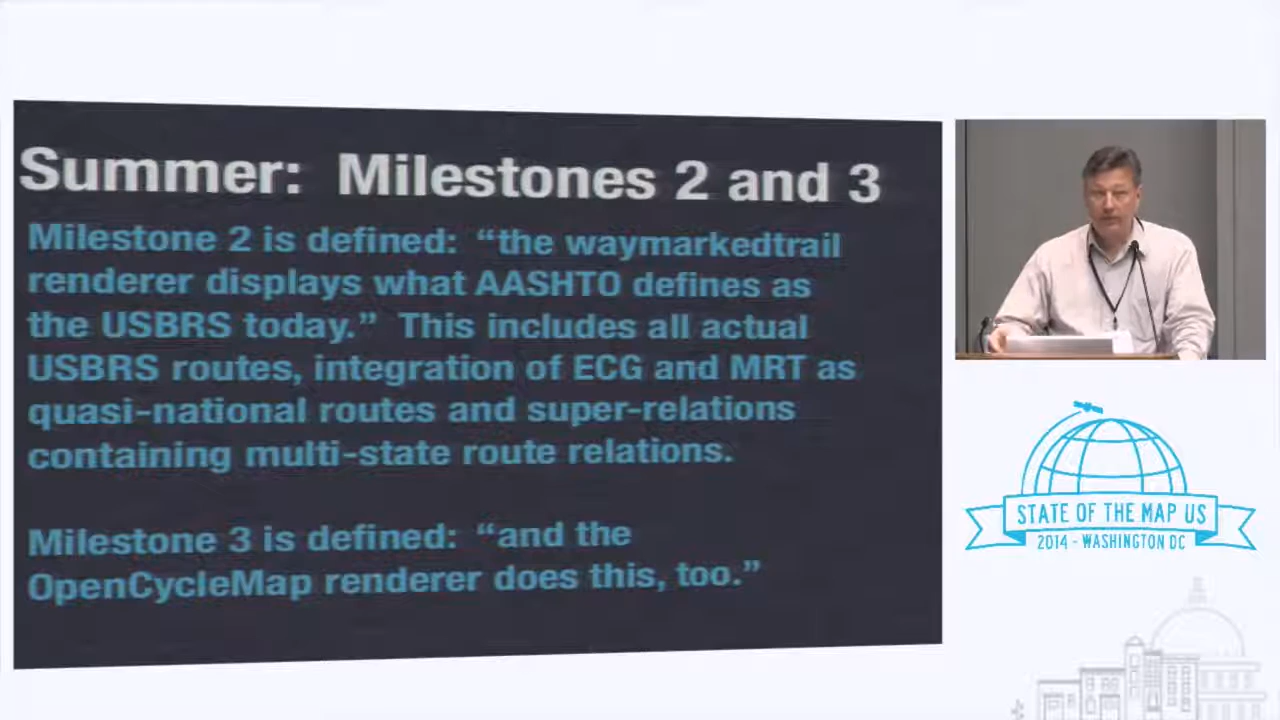 Summer: Milestones 2 and 3
Milestone 2 is defined: “the waymarkedtrail
renderer displays what AASHTO defines as
the USBRS today.” This includes all actual
USBRS routes, integration of ECG and MRT as
quasi-national routes and super-relations
containing multi-state route relations.
Milestone 3 is defined: “and the
OpenCycleMap renderer does this, too.”
STATE OF THE MAP US
2014 - WASHINGTON DC